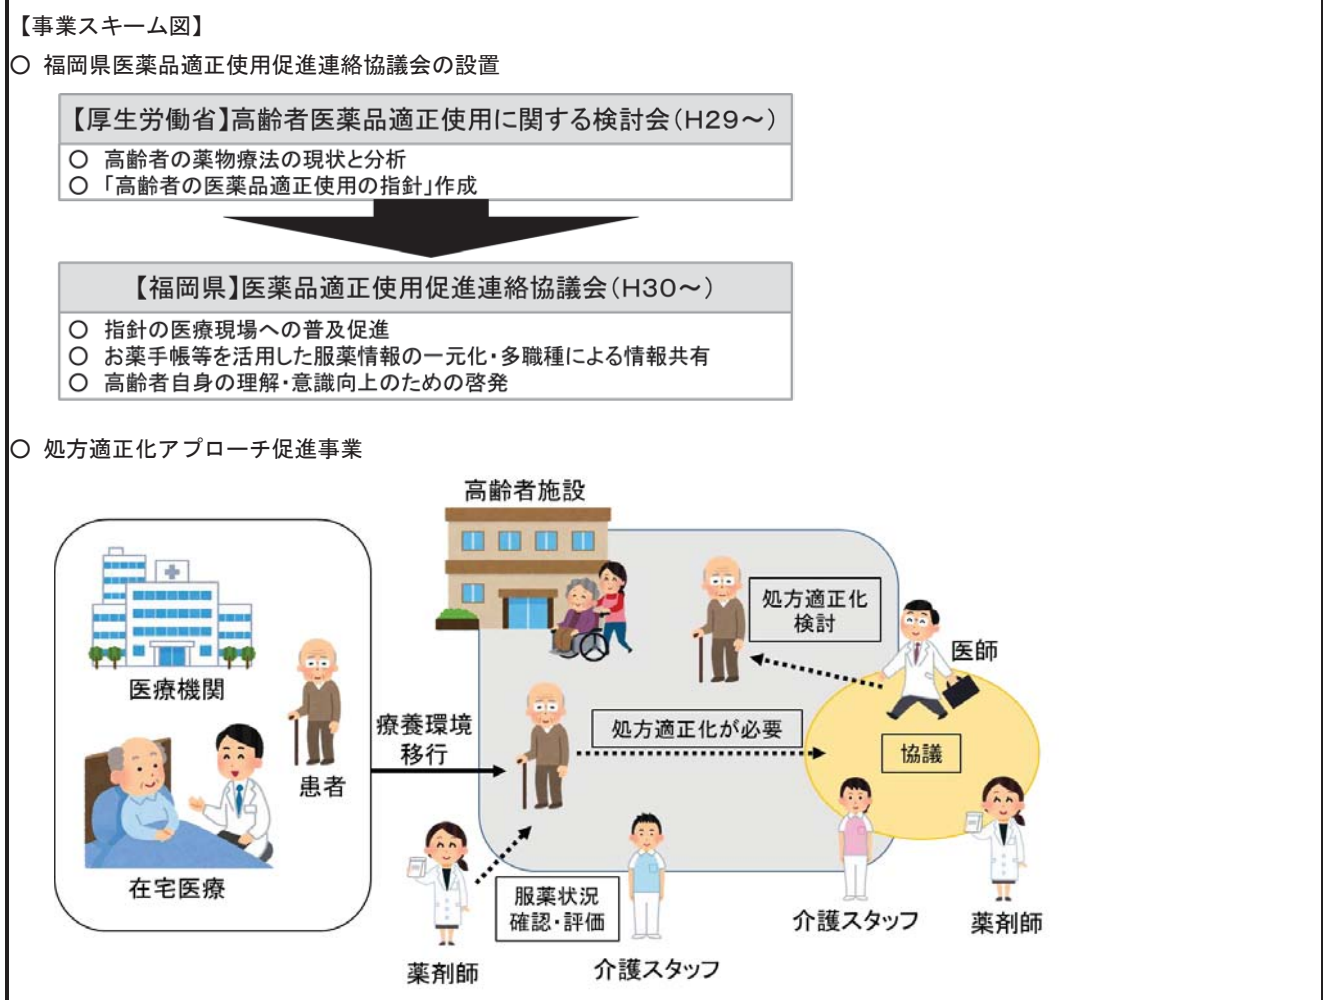 【事業スキーム図】
○ 福岡県医薬品適正使用促進連絡協議会の設置
【厚生労働省】高齢者医薬品適正使用に関する検討会(H29～)
○ 高齢者の薬物療法の現状と分析
○ 「高齢者の医薬品適正使用の指針」作成
【福岡県】医薬品適正使用促進連絡協議会(H30～)
○ 指針の医療現場への普及促進
○ お薬手帳等を活用した服薬情報の一元化・多職種による情報共有
○ 高齢者自身の理解・意識向上のための啓発
○ 処方適正化アプローチ促進事業
高齢者施設
医療機関
患者
在宅医療
療養環境
移行
処方適正化
検討
医師
処方適正化が必要
協議
服薬状況
確認・評価
薬剤師
介護スタッフ
介護スタッフ
薬剤師